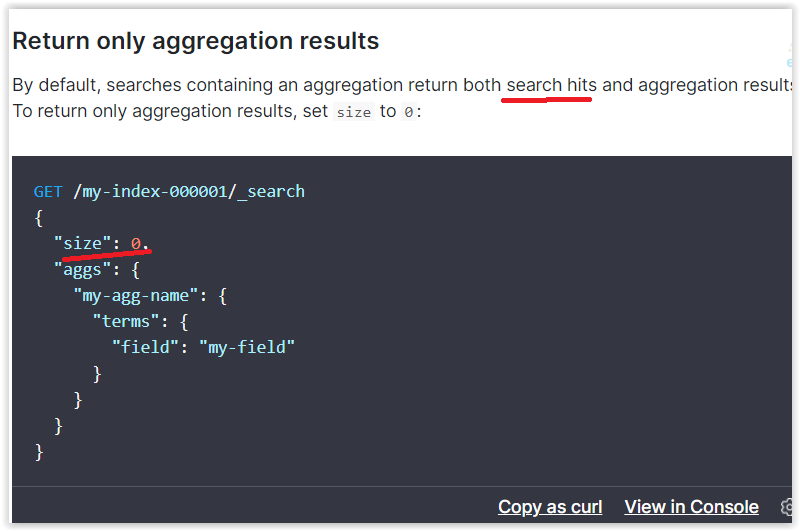 Return only aggregation results
By default, searches containing an aggregation return both search hits and aggregation results
To return only aggregation results, set size to 0:
GET /my-index-000001/_search
{
  "size": 0,
  "aggs": {
    "my-agg-name": {
      "terms": {
        "field": "my-field"
      }
    }
  }
}
Copy as curl View in Console